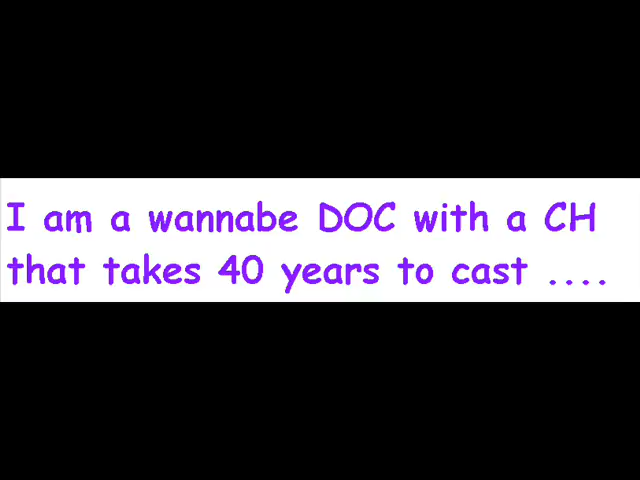 I am a wannabe DOC with a CH
that takes 40 years to cast ....